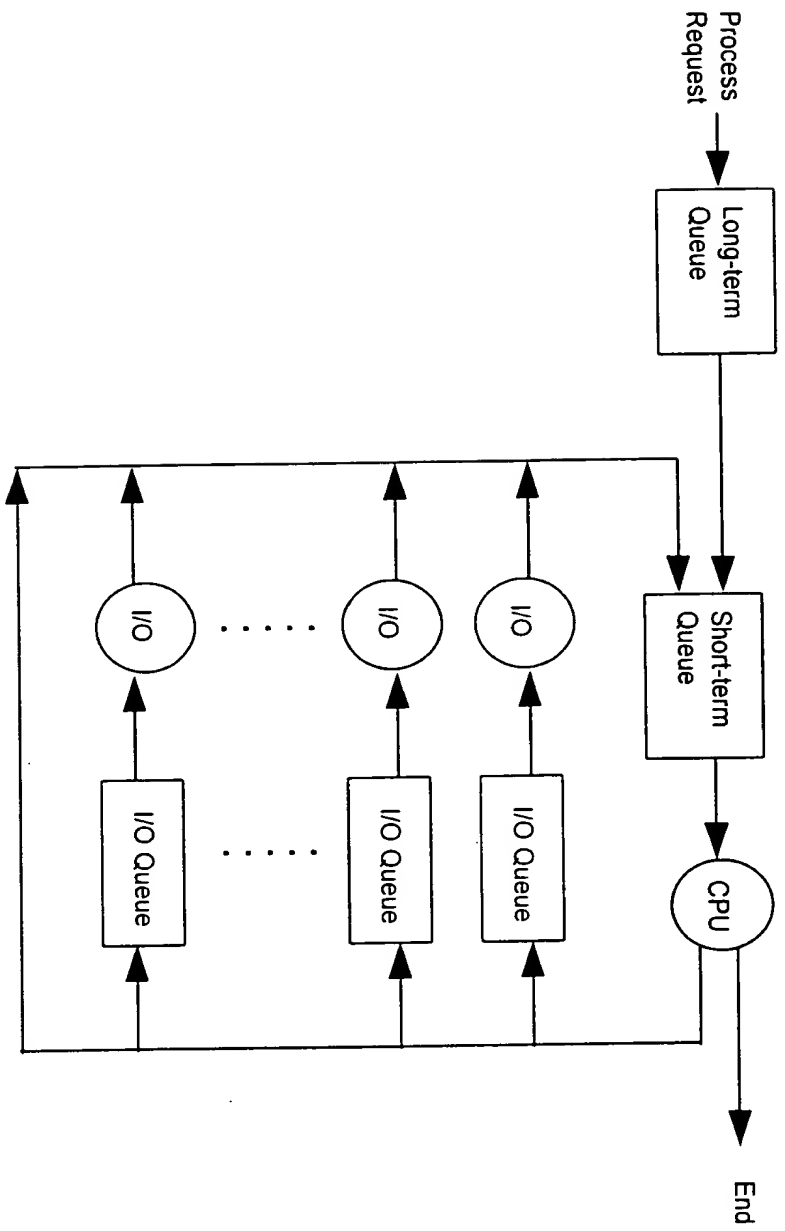 Process
Request
Long-term
Queue
Short-term
Queue
CPU
End
I/O
I/O Queue
I/O
I/O Queue
.....
.....
I/O
I/O Queue